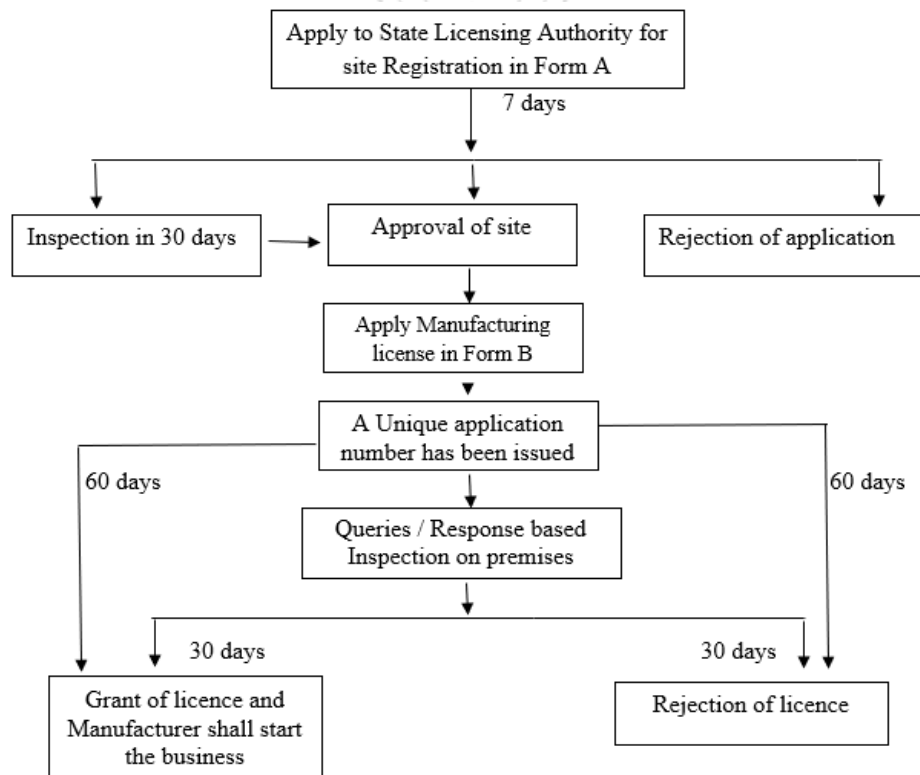 Apply to State Licensing Authority for
site Registration in Form A
7 days
Inspection in 30 days
Approval of site
Rejection of application
Apply Manufacturing
license in Form B
A Unique application
number has been issued
60 days
60 days
Queries / Response based
Inspection on premises
30 days
30 days
Grant of licence and
Manufacturer shall start
the business
Rejection of licence